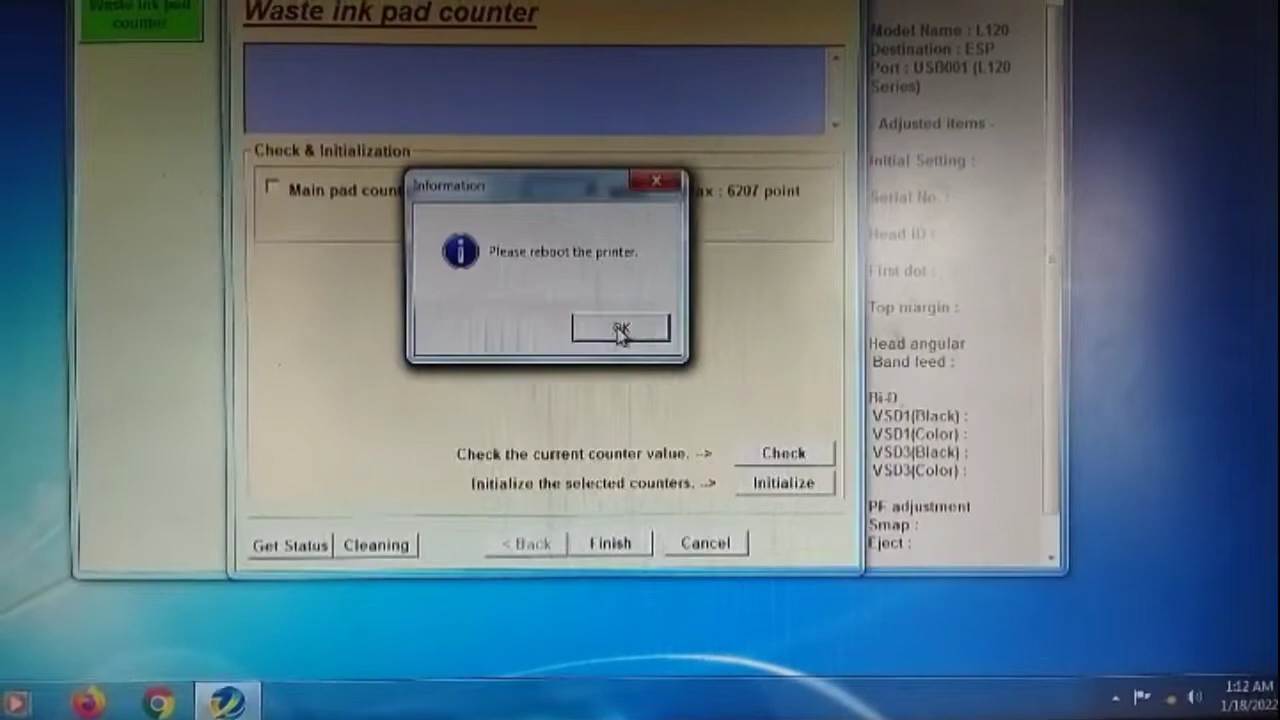 Waste ink pad
counter
Waste ink pad counter
Check & Initialization
Main pad count
ax : 6207 point
Information
Please reboot the printer.
OK
Check the current counter value. -->
Check
Initialize the selected counters. -->
Initialize
Get Status
Cleaning
< Back
Finish
Cancel
Model Name : L120
Destination : ESP
Port : USB001 (L120
Series)
- Adjusted items -
Initial Setting :
Serial No. :
Head ID :
First dot :
Top margin :
Head angular
Band feed :
Bi-D
VSD1(Black) :
VSD1(Color) :
VSD3(Black) :
VSD3(Color) :
PF adjustment
Smap :
Eject :
1:12 AM
1/18/2022